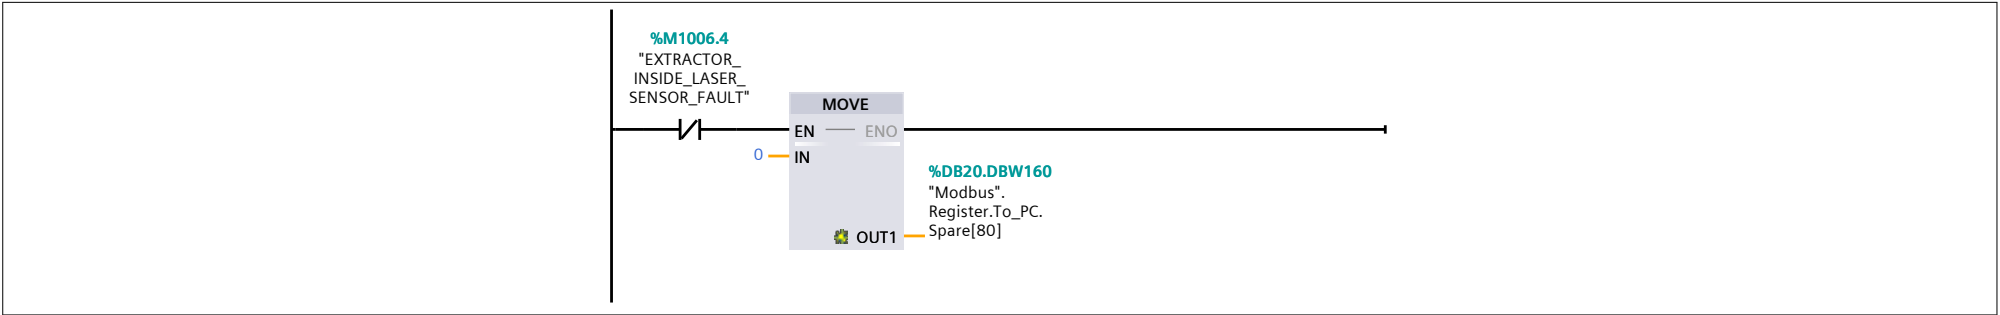 %M1006.4
"EXTRACTOR_
INSIDE_LASER_
SENSOR_FAULT"
MOVE
EN
ENO
0
IN
%DB20.DBW160
"Modbus".
Register.To_PC.
Spare[80]
OUT1